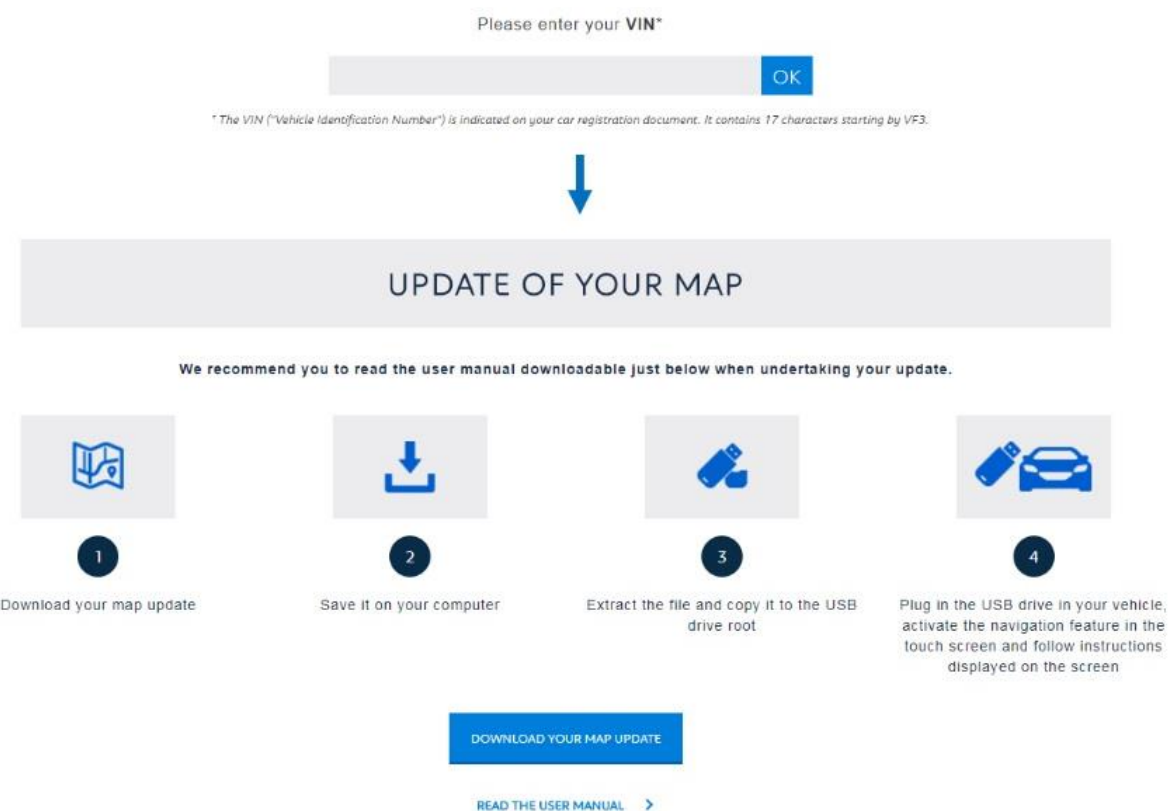 Please enter your VIN*
OK
* The VIN ("Vehicle Identification Number") is indicated on your car registration document. It contains 17 characters starting by VF3.
UPDATE OF YOUR MAP
We recommend you to read the user manual downloadable just below when undertaking your update.
1
Download your map update
2
Save it on your computer
3
Extract the file and copy it to the USB
drive root
4
Plug in the USB drive in your vehicle,
activate the navigation feature in the
touch screen and follow instructions
displayed on the screen
DOWNLOAD YOUR MAP UPDATE
READ THE USER MANUAL